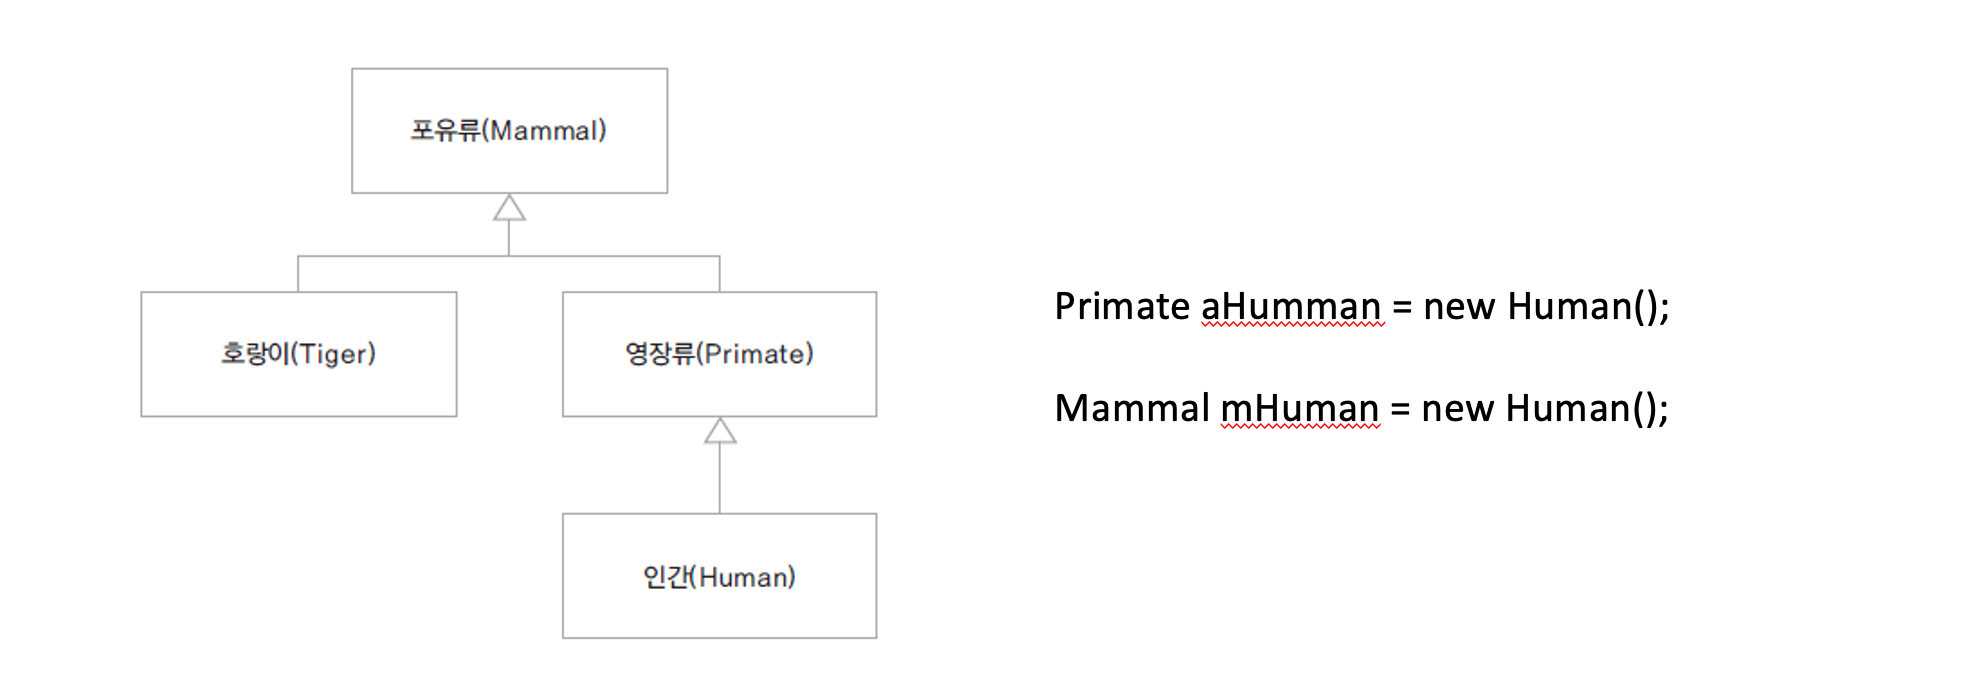 포유류(Mammal)
호랑이(Tiger)
영장류(Primate)
인간(Human)
Primate aHumman = new Human();
Mammal mHuman = new Human();